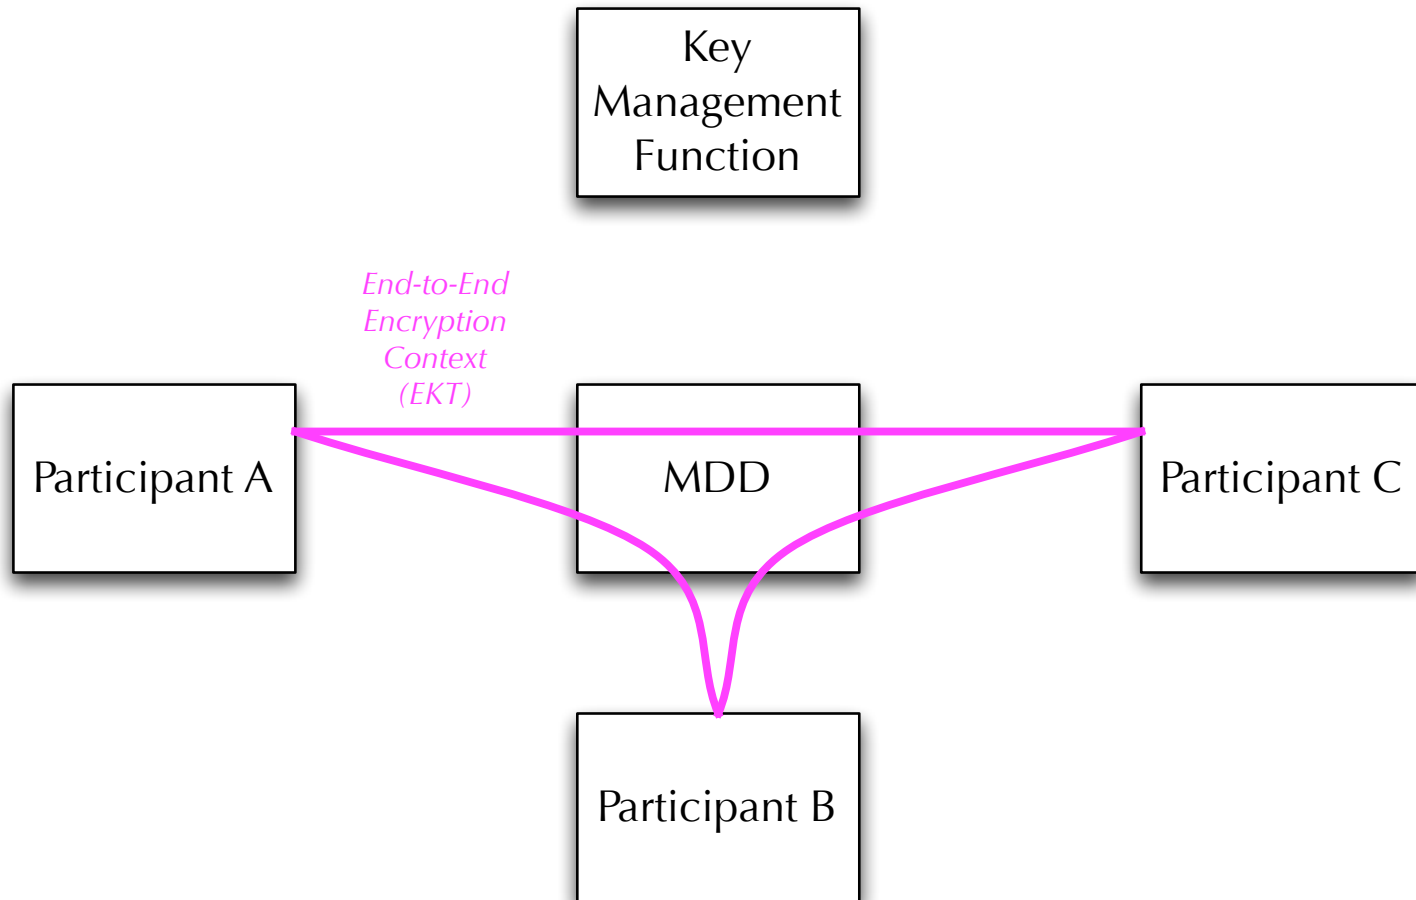 Key
Management
Function
End-to-End
Encryption
Context
(EKT)
Participant A
MDD
Participant C
Participant B